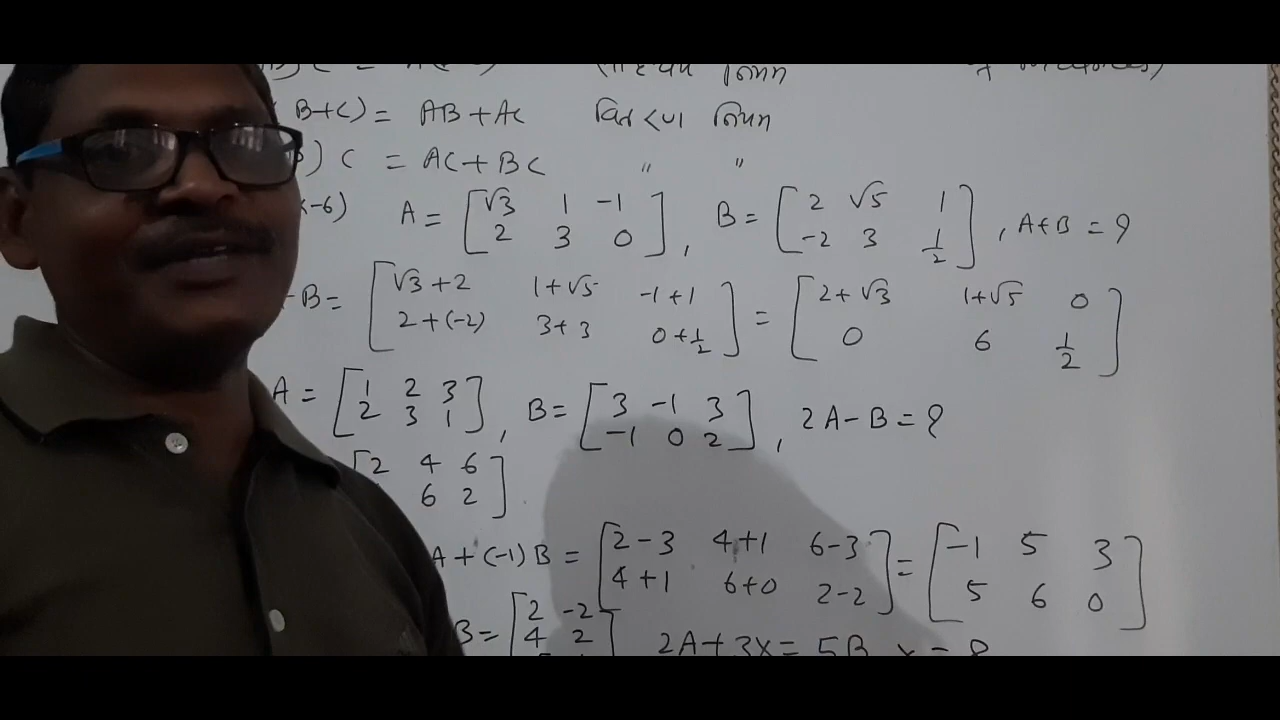 B+C) = AB + AC वितरण नियम
) C = AC + BC " "
-6) A = [√3 1 -1
2 3 0], B = [2 √5 1
-2 3 1/2], A+B = ?
B = [√3+2 1+√5 -1+1
2+(-2) 3+3 0+1/2] = [2+√3 1+√5 0
0 6 1/2]
A = [1 2 3
2 3 1], B = [3 -1 3
-1 0 2], 2A-B = ?
[2 4 6
6 2]
A+(-1)B = [2-3 4+1 6-3
4+1 6+0 2-2] = [-1 5 3
5 6 0]
B = [2 -2
4 2] 2A+3X = 5B